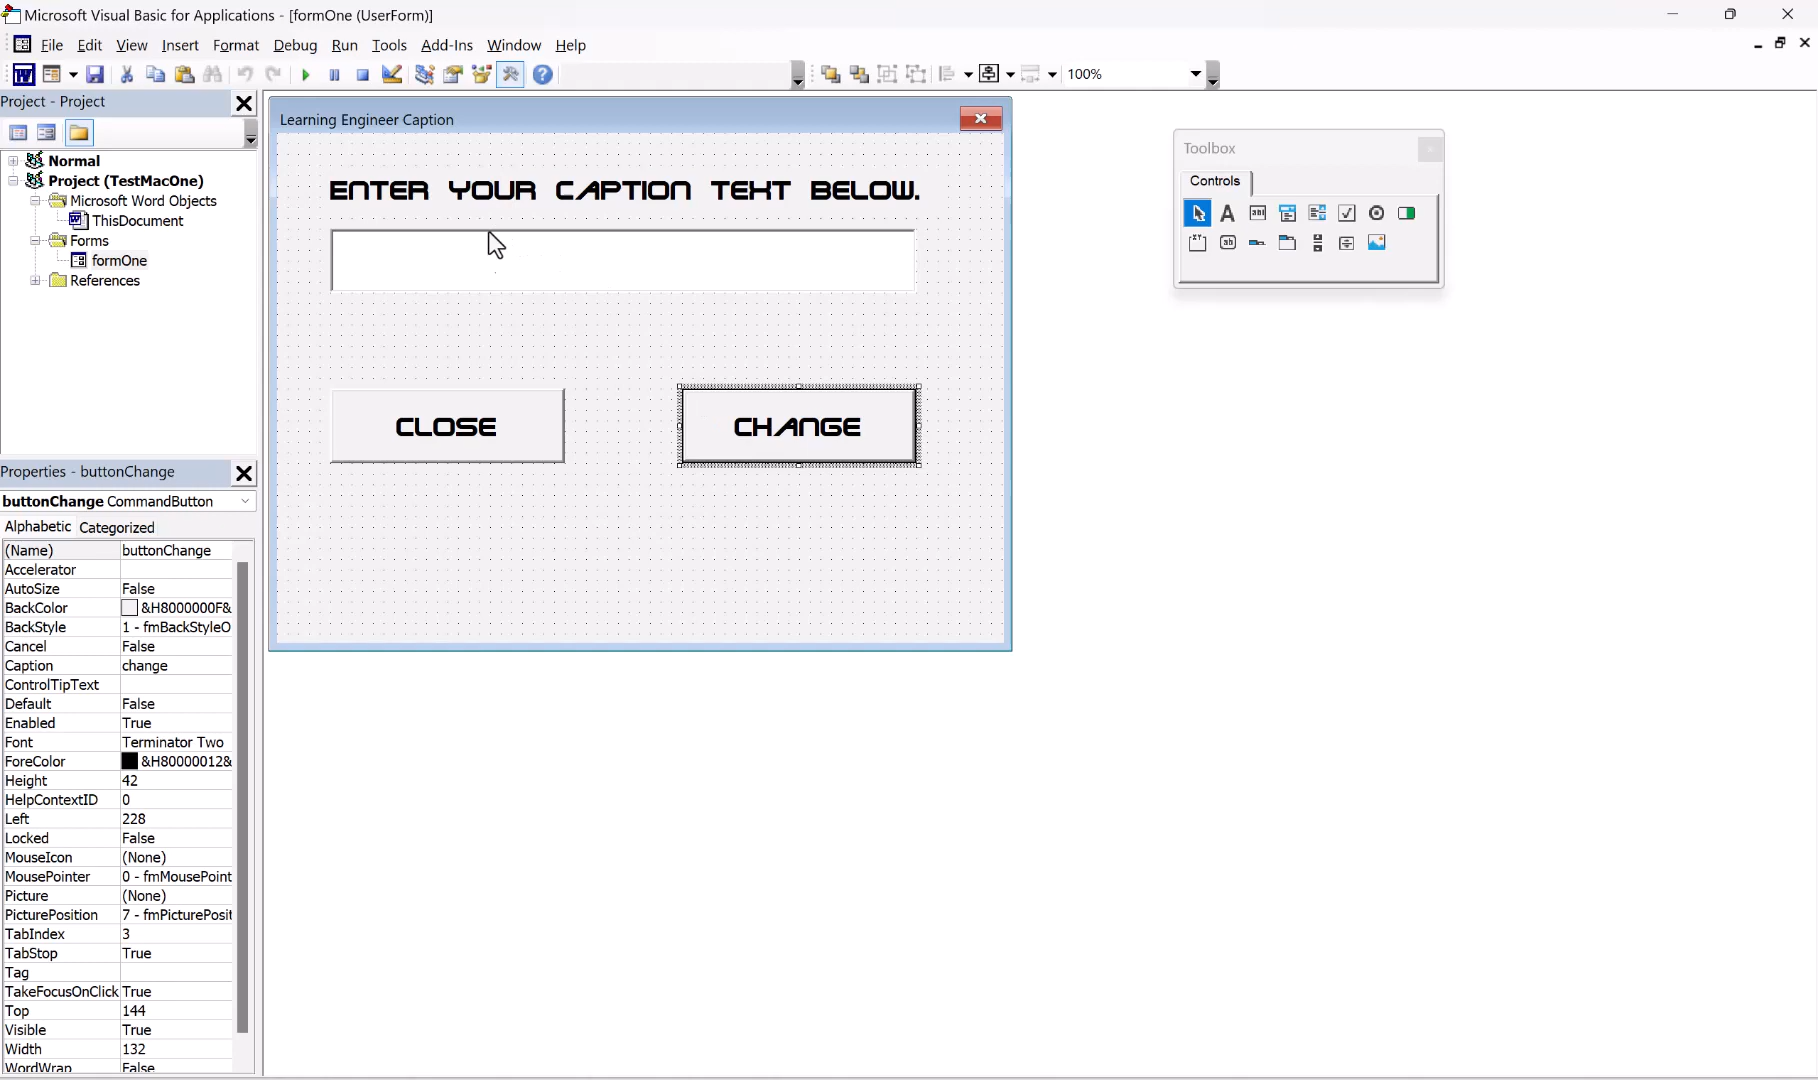 Microsoft Visual Basic for Applications - [formOne (UserForm)]
File Edit View Insert Format Debug Run Tools Add-Ins Window Help
100%
Project - Project
Normal
Project (TestMacOne)
Microsoft Word Objects
ThisDocument
Forms
formOne
References
Learning Engineer Caption
ENTER YOUR CAPTION TEXT BELOW.
CLOSE
CHANGE
Toolbox
Controls
Properties - buttonChange
buttonChange CommandButton
Alphabetic Categorized
(Name) buttonChange
Accelerator
AutoSize False
BackColor &H8000000F&
BackStyle 1 - fmBackStyleO
Cancel False
Caption change
ControlTipText
Default False
Enabled True
Font Terminator Two
ForeColor &H80000012&
Height 42
HelpContextID 0
Left 228
Locked False
MouseIcon (None)
MousePointer 0 - fmMousePoint
Picture (None)
PicturePosition 7 - fmPicturePosit
TabIndex 3
TabStop True
Tag
TakeFocusOnClick True
Top 144
Visible True
Width 132
WordWrap False